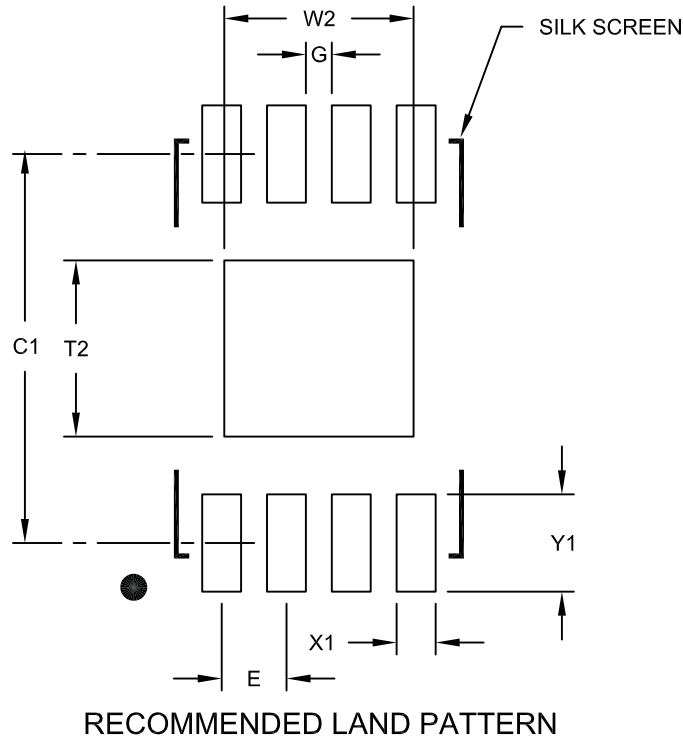 W2
SILK SCREEN
G
C1
T2
Y1
X1
E
RECOMMENDED LAND PATTERN